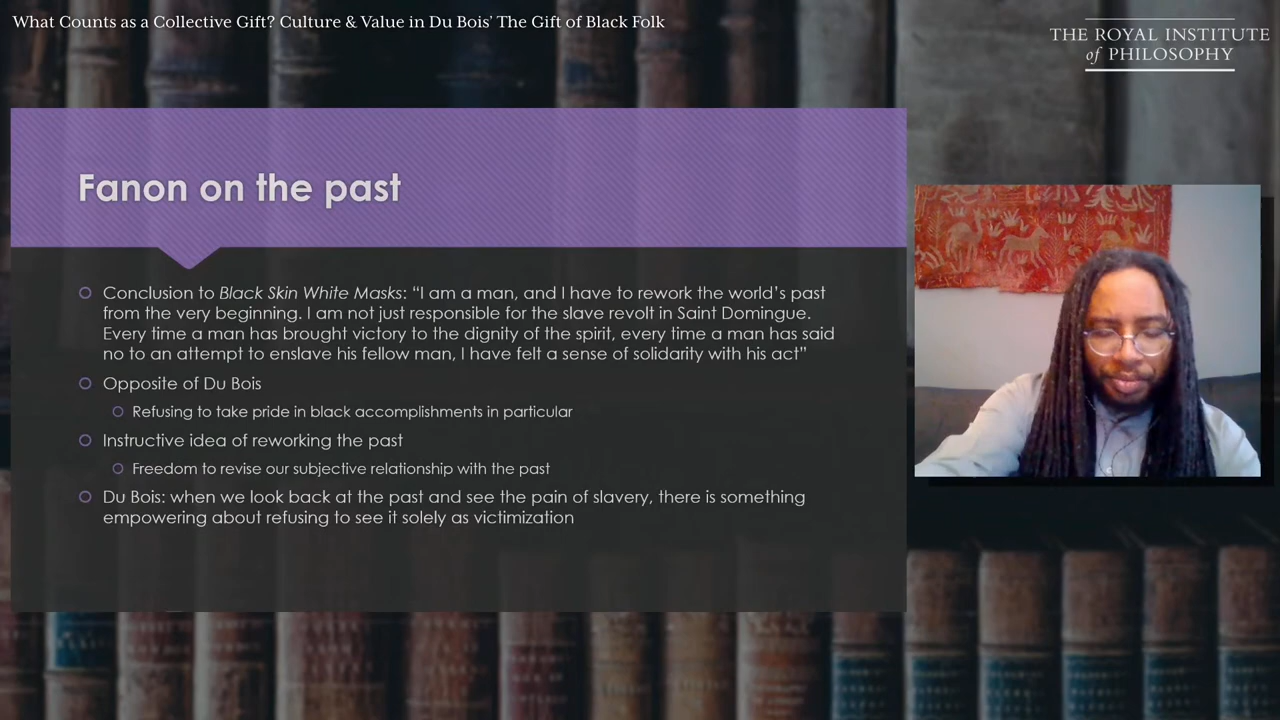 What Counts as a Collective Gift? Culture & Value in Du Bois’ The Gift of Black Folk
THE ROYAL INSTITUTE
of PHILOSOPHY
Fanon on the past
Conclusion to Black Skin White Masks: “I am a man, and I have to rework the world’s past
from the very beginning. I am not just responsible for the slave revolt in Saint Domingue.
Every time a man has brought victory to the dignity of the spirit, every time a man has said
no to an attempt to enslave his fellow man, I have felt a sense of solidarity with his act”
Opposite of Du Bois
Refusing to take pride in black accomplishments in particular
Instructive idea of reworking the past
Freedom to revise our subjective relationship with the past
Du Bois: when we look back at the past and see the pain of slavery, there is something
empowering about refusing to see it solely as victimization